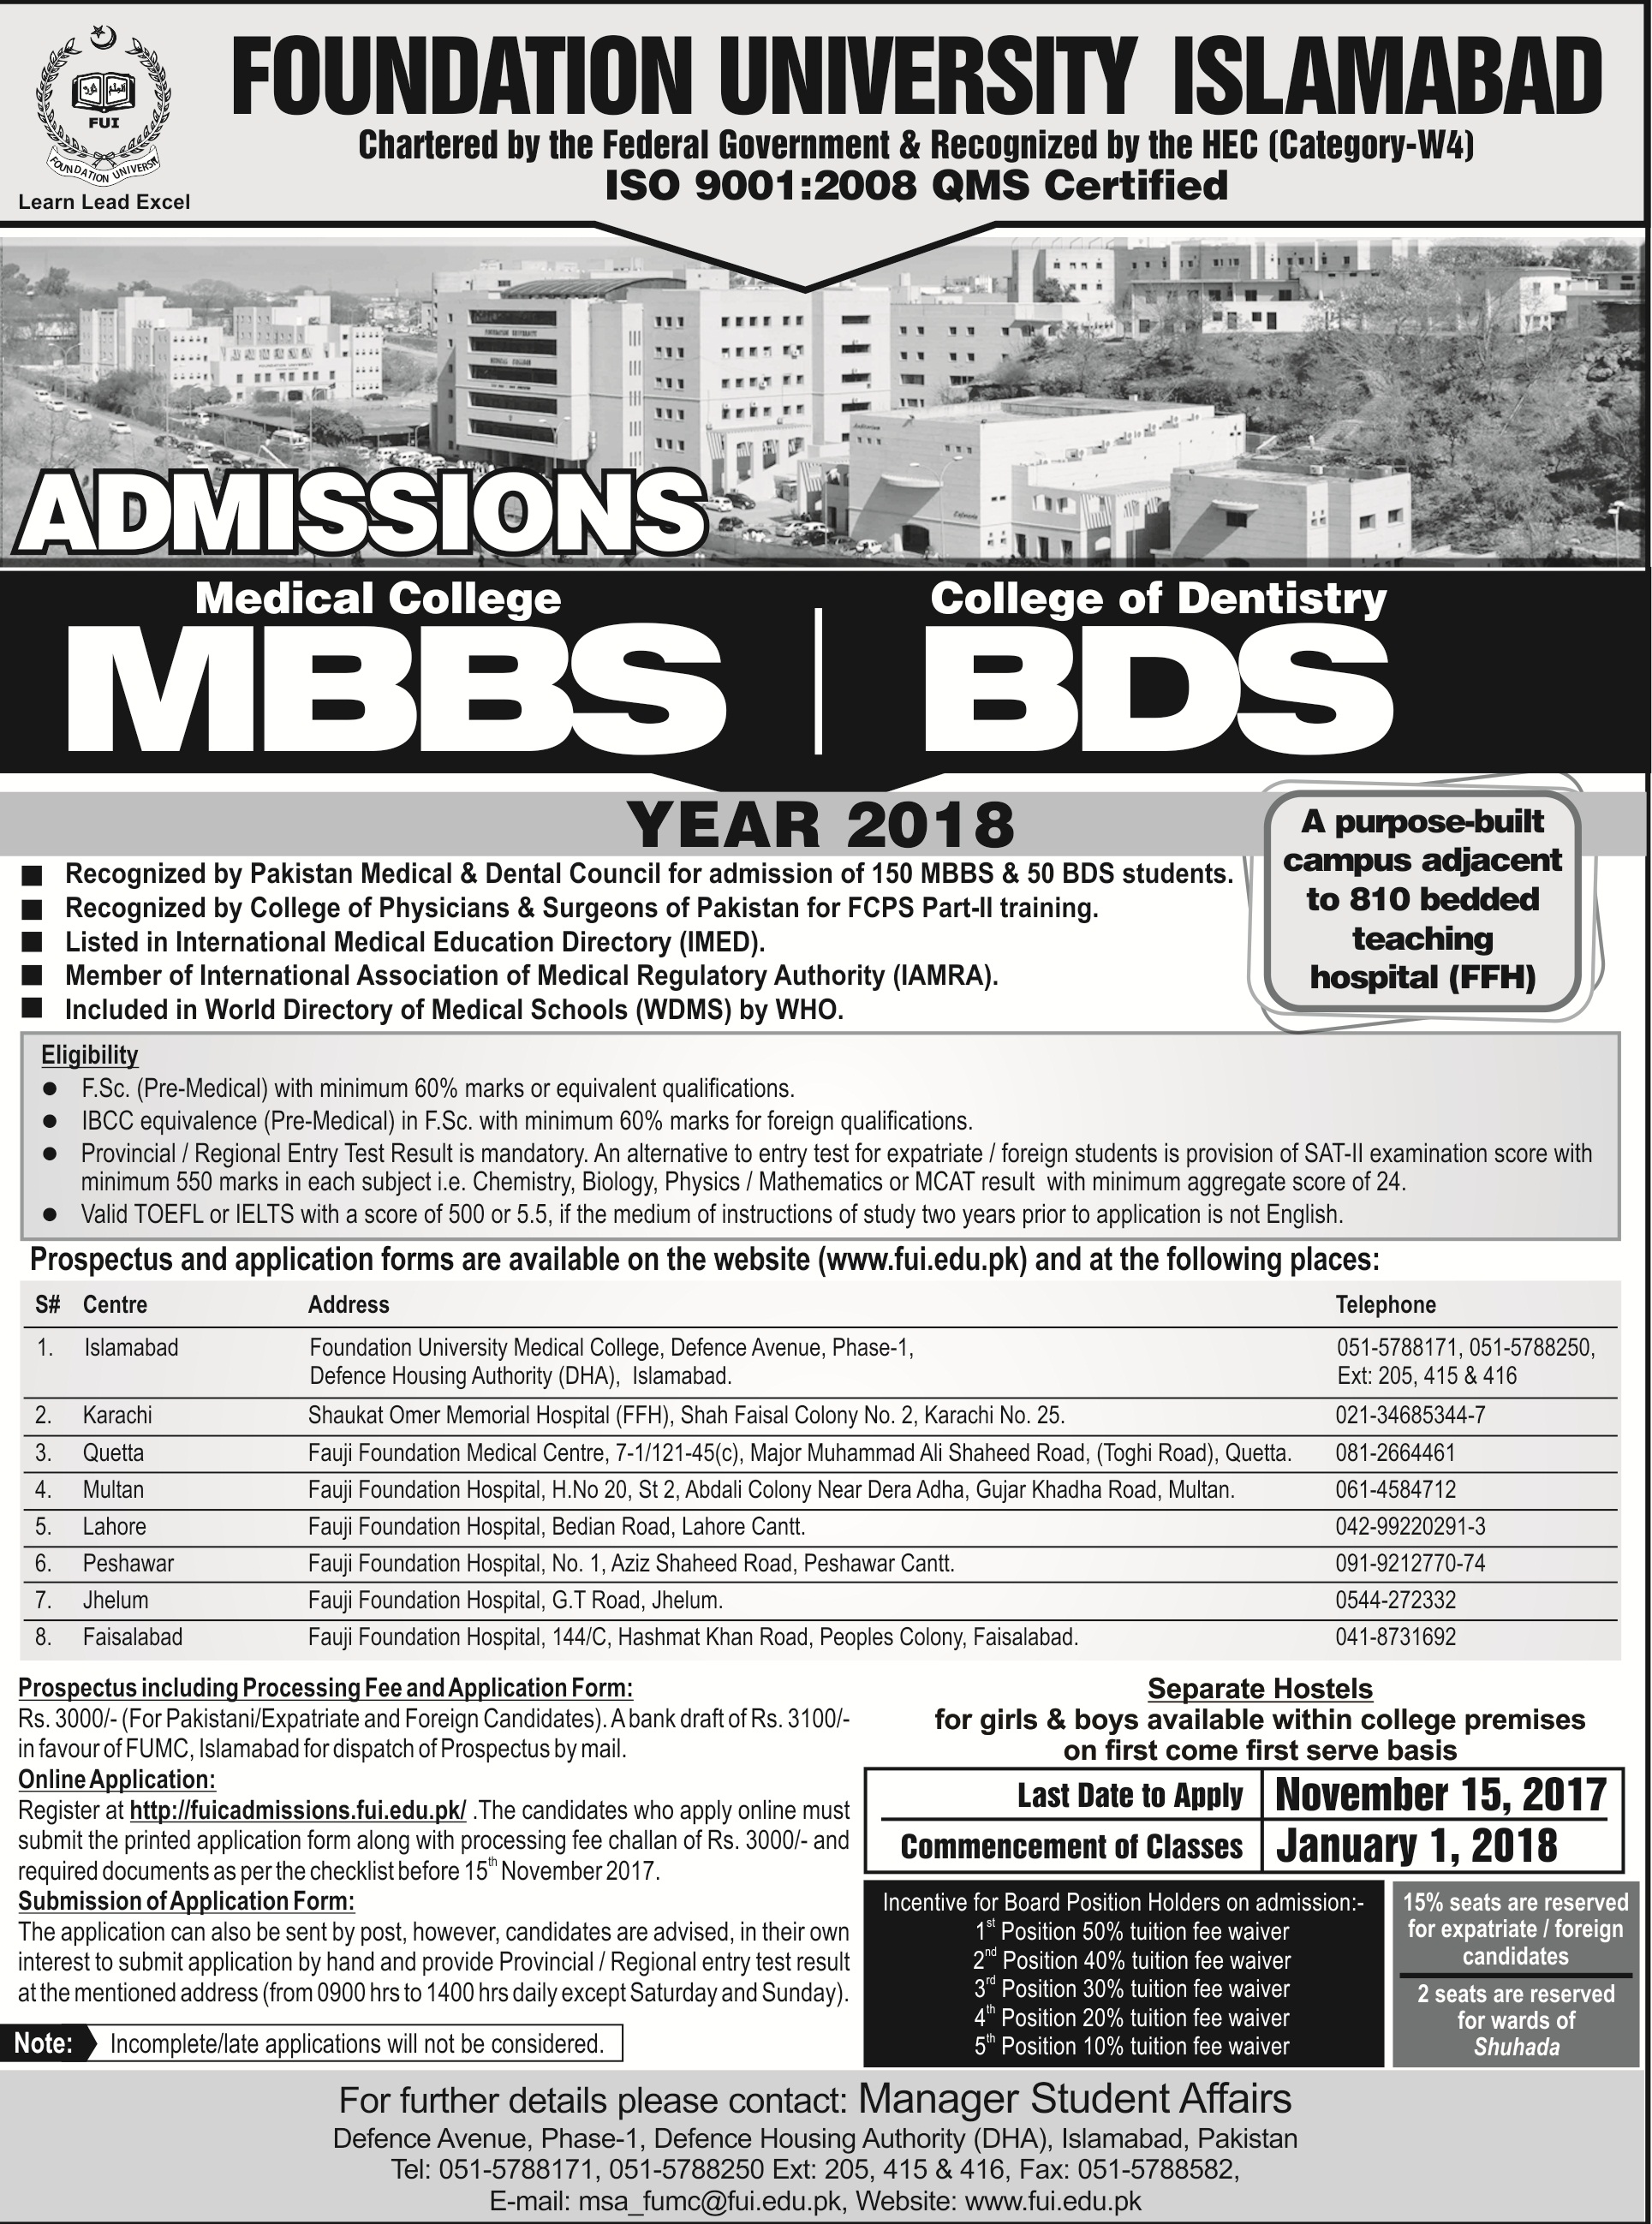 FOUNDATION UNIVERSITY ISLAMABAD
Chartered by the Federal Government & Recognized by the HEC (Category-W4)
ISO 9001:2008 QMS Certified
FUI
FOUNDATION UNIVERSITY
Learn Lead Excel
FOUNDATION UNIVERSITY
MEDICAL COLLEGE
FOUNDATION UNIVERSITY
Auditorium
Cafeteria
ADMISSIONS
Medical College
MBBS
College of Dentistry
BDS
YEAR 2018
A purpose-built
campus adjacent
to 810 bedded
teaching
hospital (FFH)
■ Recognized by Pakistan Medical & Dental Council for admission of 150 MBBS & 50 BDS students.
■ Recognized by College of Physicians & Surgeons of Pakistan for FCPS Part-II training.
■ Listed in International Medical Education Directory (IMED).
■ Member of International Association of Medical Regulatory Authority (IAMRA).
■ Included in World Directory of Medical Schools (WDMS) by WHO.
Eligibility
● F.Sc. (Pre-Medical) with minimum 60% marks or equivalent qualifications.
● IBCC equivalence (Pre-Medical) in F.Sc. with minimum 60% marks for foreign qualifications.
● Provincial / Regional Entry Test Result is mandatory. An alternative to entry test for expatriate / foreign students is provision of SAT-II examination score with
minimum 550 marks in each subject i.e. Chemistry, Biology, Physics / Mathematics or MCAT result with minimum aggregate score of 24.
● Valid TOEFL or IELTS with a score of 500 or 5.5, if the medium of instructions of study two years prior to application is not English.
Prospectus and application forms are available on the website (www.fui.edu.pk) and at the following places:
S# Centre Address Telephone
1. Islamabad Foundation University Medical College, Defence Avenue, Phase-1, 051-5788171, 051-5788250,
Defence Housing Authority (DHA), Islamabad. Ext: 205, 415 & 416
2. Karachi Shaukat Omer Memorial Hospital (FFH), Shah Faisal Colony No. 2, Karachi No. 25. 021-34685344-7
3. Quetta Fauji Foundation Medical Centre, 7-1/121-45(c), Major Muhammad Ali Shaheed Road, (Toghi Road), Quetta. 081-2664461
4. Multan Fauji Foundation Hospital, H.No 20, St 2, Abdali Colony Near Dera Adha, Gujar Khadha Road, Multan. 061-4584712
5. Lahore Fauji Foundation Hospital, Bedian Road, Lahore Cantt. 042-99220291-3
6. Peshawar Fauji Foundation Hospital, No. 1, Aziz Shaheed Road, Peshawar Cantt. 091-9212770-74
7. Jhelum Fauji Foundation Hospital, G.T Road, Jhelum. 0544-272332
8. Faisalabad Fauji Foundation Hospital, 144/C, Hashmat Khan Road, Peoples Colony, Faisalabad. 041-8731692
Prospectus including Processing Fee and Application Form:
Rs. 3000/- (For Pakistani/Expatriate and Foreign Candidates). A bank draft of Rs. 3100/-
in favour of FUMC, Islamabad for dispatch of Prospectus by mail.
Online Application:
Register at http://fuicadmissions.fui.edu.pk/ .The candidates who apply online must
submit the printed application form along with processing fee challan of Rs. 3000/- and
required documents as per the checklist before 15th November 2017.
Submission of Application Form:
The application can also be sent by post, however, candidates are advised, in their own
interest to submit application by hand and provide Provincial / Regional entry test result
at the mentioned address (from 0900 hrs to 1400 hrs daily except Saturday and Sunday).
Note: Incomplete/late applications will not be considered.
Separate Hostels
for girls & boys available within college premises
on first come first serve basis
Last Date to Apply November 15, 2017
Commencement of Classes January 1, 2018
Incentive for Board Position Holders on admission:-
1st Position 50% tuition fee waiver
2nd Position 40% tuition fee waiver
3rd Position 30% tuition fee waiver
4th Position 20% tuition fee waiver
5th Position 10% tuition fee waiver
15% seats are reserved
for expatriate / foreign
candidates
2 seats are reserved
for wards of
Shuhada
For further details please contact: Manager Student Affairs
Defence Avenue, Phase-1, Defence Housing Authority (DHA), Islamabad, Pakistan
Tel: 051-5788171, 051-5788250 Ext: 205, 415 & 416, Fax: 051-5788582,
E-mail: msa_fumc@fui.edu.pk, Website: www.fui.edu.pk